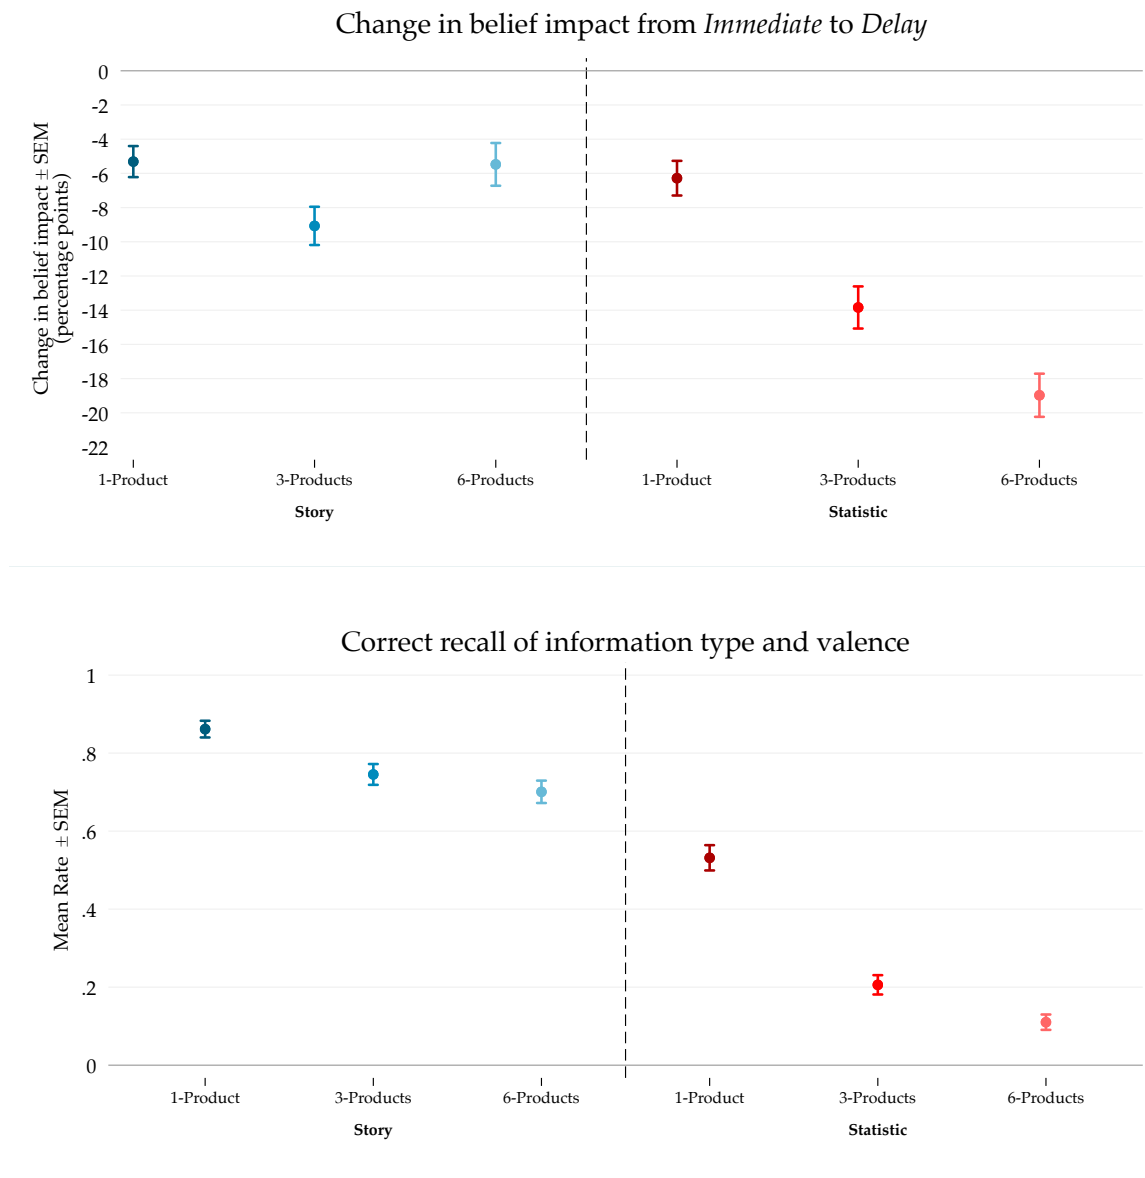 Change in belief impact from Immediate to Delay
Change in belief impact ± SEM
(percentage points)
0
-2
-4
-6
-8
-10
-12
-14
-16
-18
-20
-22
1-Product 3-Products 6-Products 1-Product 3-Products 6-Products
Story Statistic
Correct recall of information type and valence
Mean Rate ± SEM
1
.8
.6
.4
.2
0
1-Product 3-Products 6-Products 1-Product 3-Products 6-Products
Story Statistic